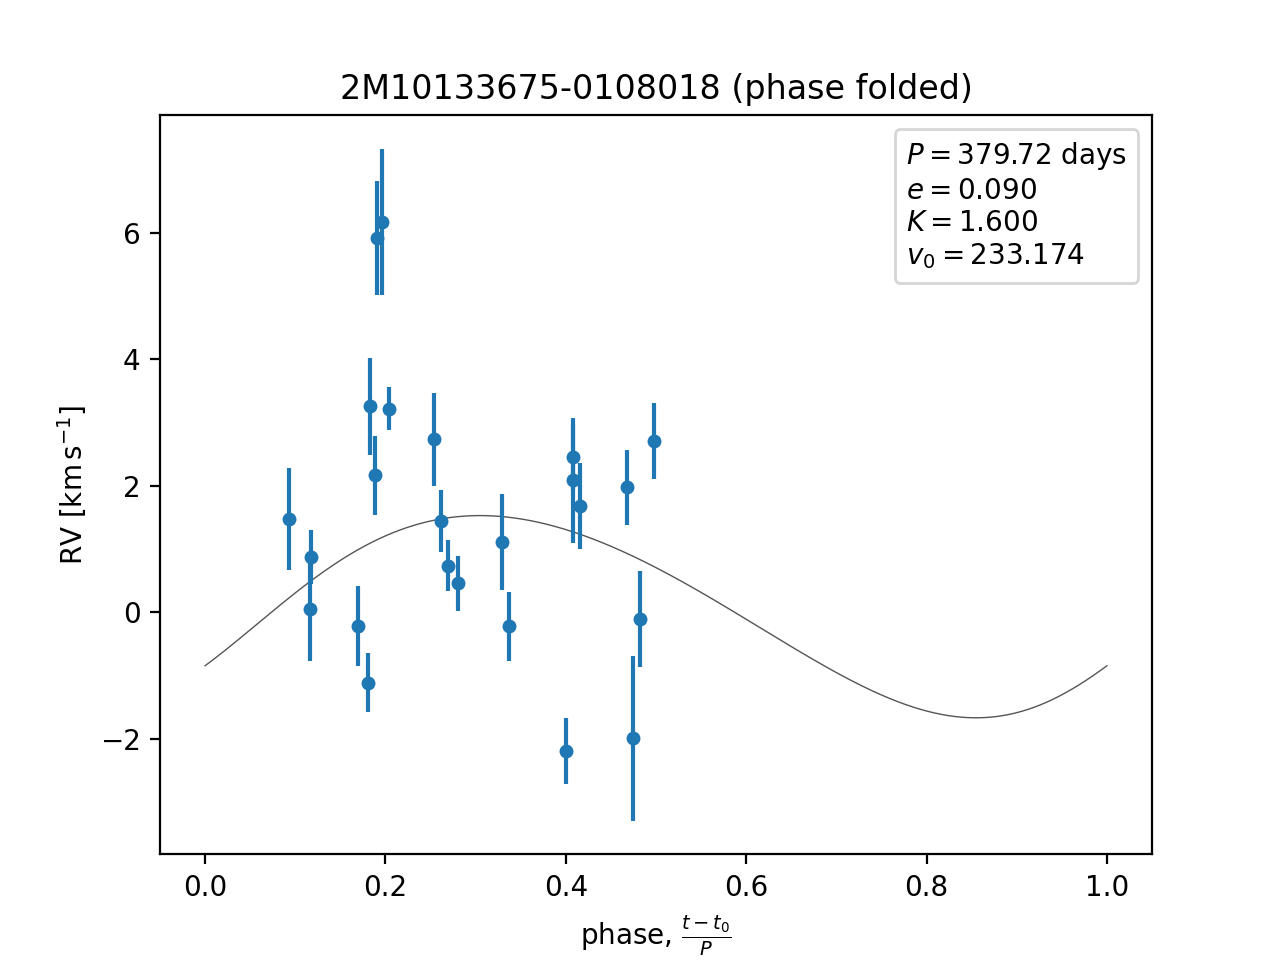 2M10133675-0108018 (phase folded)
P = 379.72 days
e = 0.090
K = 1.600
v₀ = 233.174
RV [km s⁻¹]
6
4
2
0
−2
0.0 0.2 0.4 0.6 0.8 1.0
phase, (t − t₀)/P